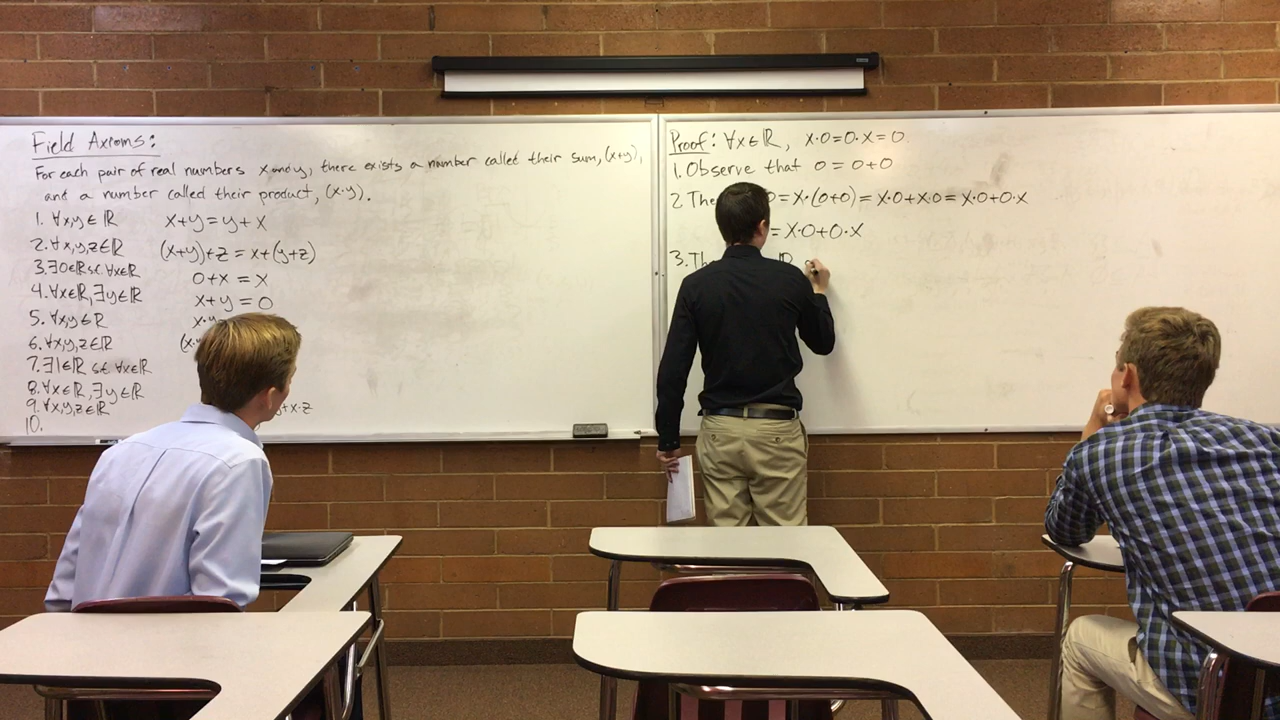 Field Axioms:
For each pair of real numbers x and y, there exists a number called their sum, (x+y),
and a number called their product, (x·y).
1. ∀x,y∈ℝ x+y=y+x
2. ∀x,y,z∈ℝ (x+y)+z=x+(y+z)
3. ∃0∈ℝ s.t. ∀x∈ℝ 0+x=x
4. ∀x∈ℝ, ∃y∈ℝ x+y=0
5. ∀x,y∈ℝ x·y
6. ∀x,y,z∈ℝ
7. ∃1∈ℝ s.t. ∀x∈ℝ
8. ∀x∈ℝ, ∃y∈ℝ
9. ∀x,y,z∈ℝ +x·z
10.
Proof: ∀x∈ℝ, x·0=0·x=0
1. Observe that 0=0+0
2. 0=x·(0+0)=x·0+x·0=x·0+0·x
=x·0+0·x
3. ℝ